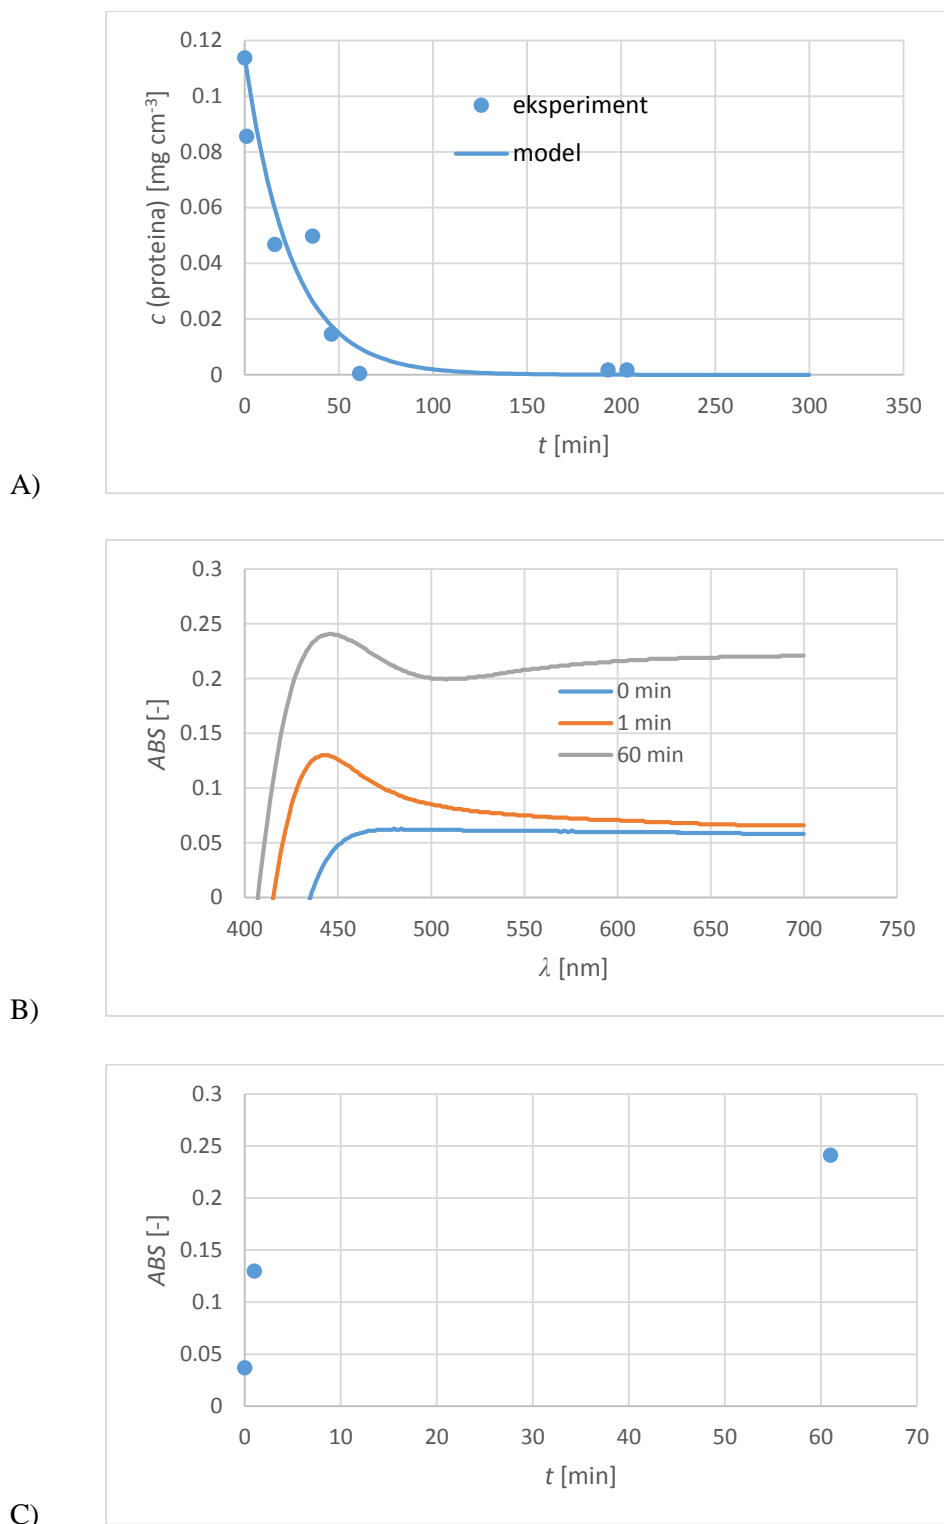 0.12
0.1
0.08
0.06
0.04
0.02
0
c (proteina) [mg cm-3]
eksperiment
model
0 50 100 150 200 250 300 350
t [min]
A)
0.3
0.25
0.2
0.15
0.1
0.05
0
ABS [-]
0 min
1 min
60 min
400 450 500 550 600 650 700 750
λ [nm]
B)
0.3
0.25
0.2
0.15
0.1
0.05
0
ABS [-]
0 10 20 30 40 50 60 70
t [min]
C)